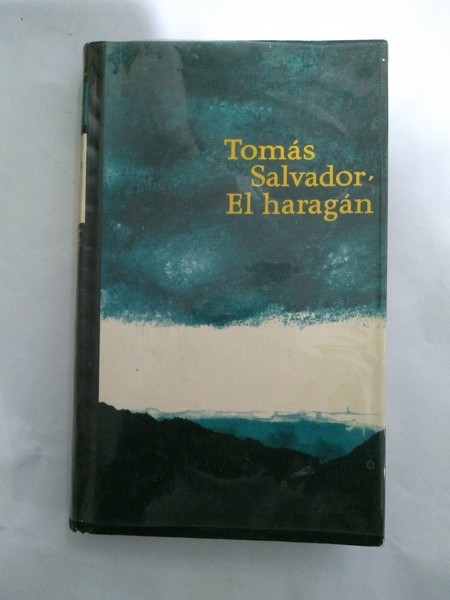 Tomás
Salvador·
El haragán